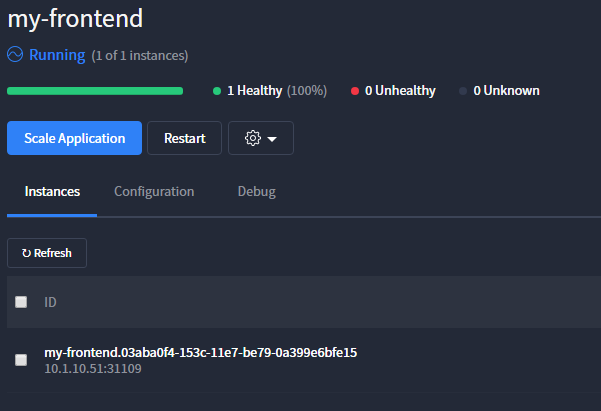 my-frontend
Running (1 of 1 instances)
1 Healthy (100%) 0 Unhealthy 0 Unknown
Scale Application Restart
Instances Configuration Debug
↻ Refresh
ID
my-frontend.03aba0f4-153c-11e7-be79-0a399e6bfe15
10.1.10.51:31109